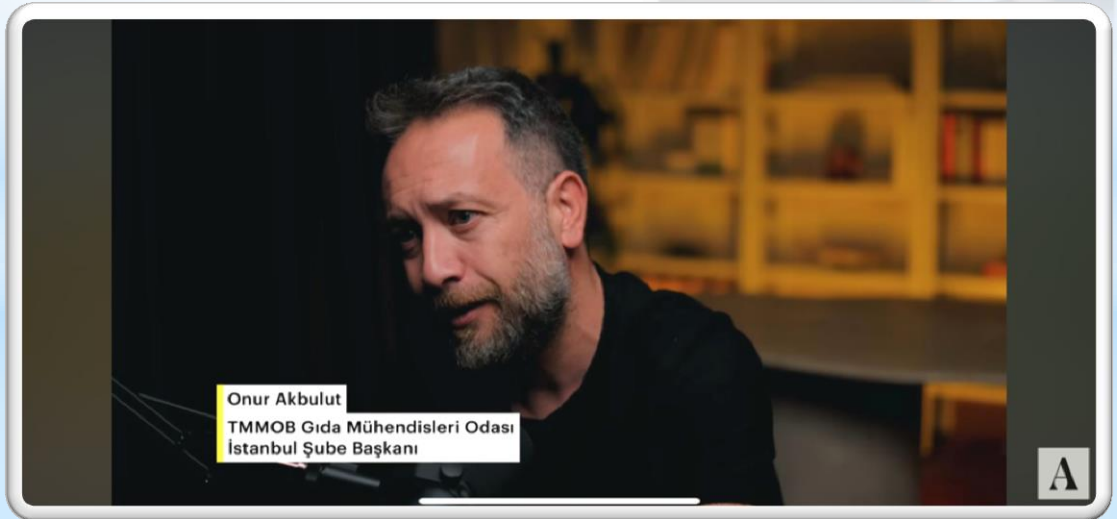 Onur Akbulut
TMMOB Gıda Mühendisleri Odası
İstanbul Şube Başkanı
A